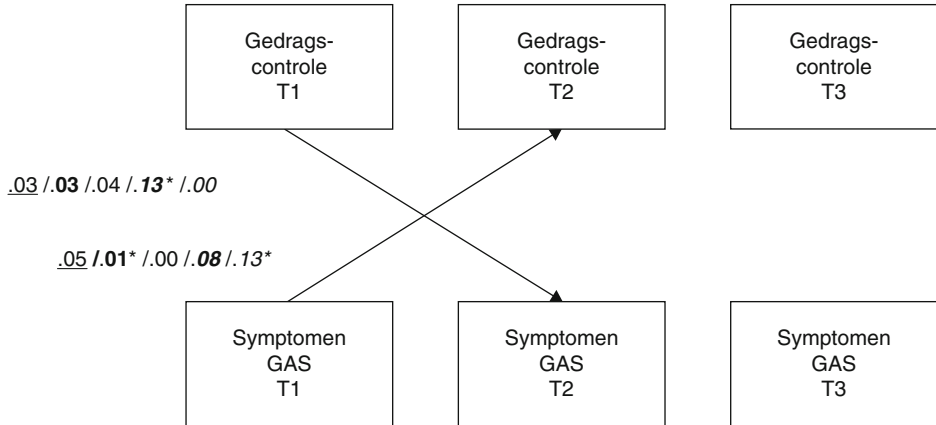 Gedrags-
controle
T1
Gedrags-
controle
T2
Gedrags-
controle
T3
.03 /.03 /.04 /.13* /.00
.05 /.01* /.00 /.08 /.13*
Symptomen
GAS
T1
Symptomen
GAS
T2
Symptomen
GAS
T3